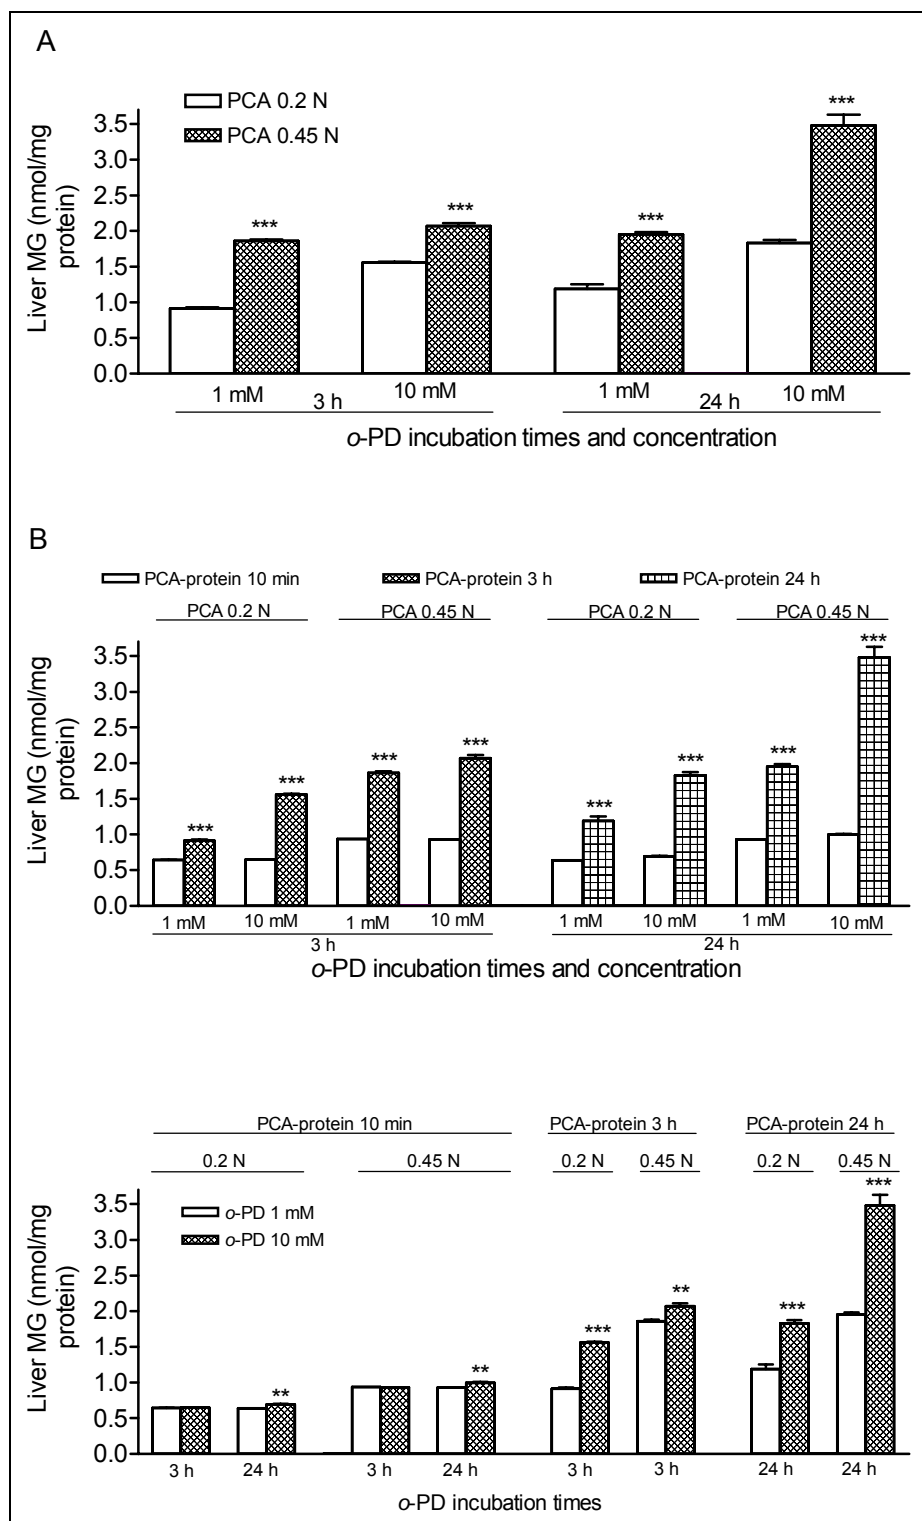 A
PCA 0.2 N
PCA 0.45 N
Liver MG (nmol/mg
protein)
3.5
3.0
2.5
2.0
1.5
1.0
0.5
0.0
*** *** *** ***
1 mM 10 mM 1 mM 10 mM
3 h 24 h
o-PD incubation times and concentration
B
PCA-protein 10 min PCA-protein 3 h PCA-protein 24 h
PCA 0.2 N PCA 0.45 N PCA 0.2 N PCA 0.45 N
Liver MG (nmol/mg
protein)
3.5
3.0
2.5
2.0
1.5
1.0
0.5
0.0
*** *** *** *** *** *** *** ***
1 mM 10 mM 1 mM 10 mM 1 mM 10 mM 1 mM 10 mM
3 h 24 h
o-PD incubation times and concentration
PCA-protein 10 min PCA-protein 3 h PCA-protein 24 h
0.2 N 0.45 N 0.2 N 0.45 N 0.2 N 0.45 N
o-PD 1 mM
o-PD 10 mM
Liver MG (nmol/mg
protein)
3.5
3.0
2.5
2.0
1.5
1.0
0.5
0.0
** ** *** ** *** ***
3 h 24 h 3 h 24 h 3 h 3 h 24 h 24 h
o-PD incubation times